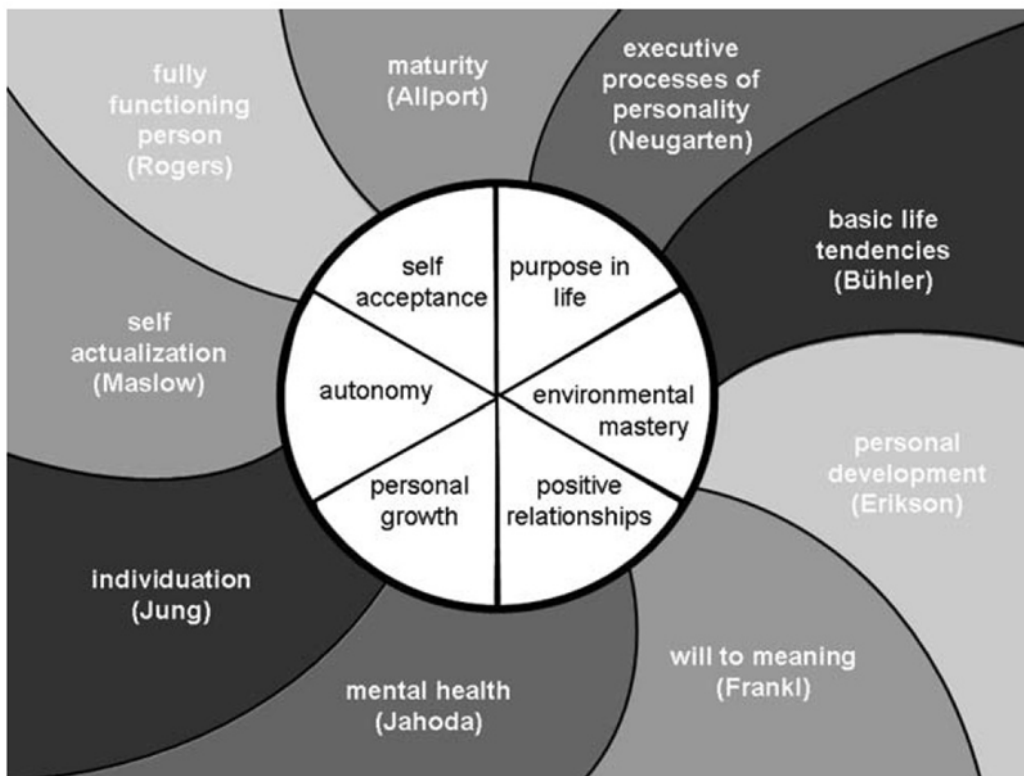 fully
functioning
person
(Rogers)
maturity
(Allport)
executive
processes of
personality
(Neugarten)
basic life
tendencies
(Bühler)
self
acceptance
purpose in
life
self
actualization
(Maslow)
autonomy
environmental
mastery
personal
growth
positive
relationships
personal
development
(Erikson)
individuation
(Jung)
mental health
(Jahoda)
will to meaning
(Frankl)